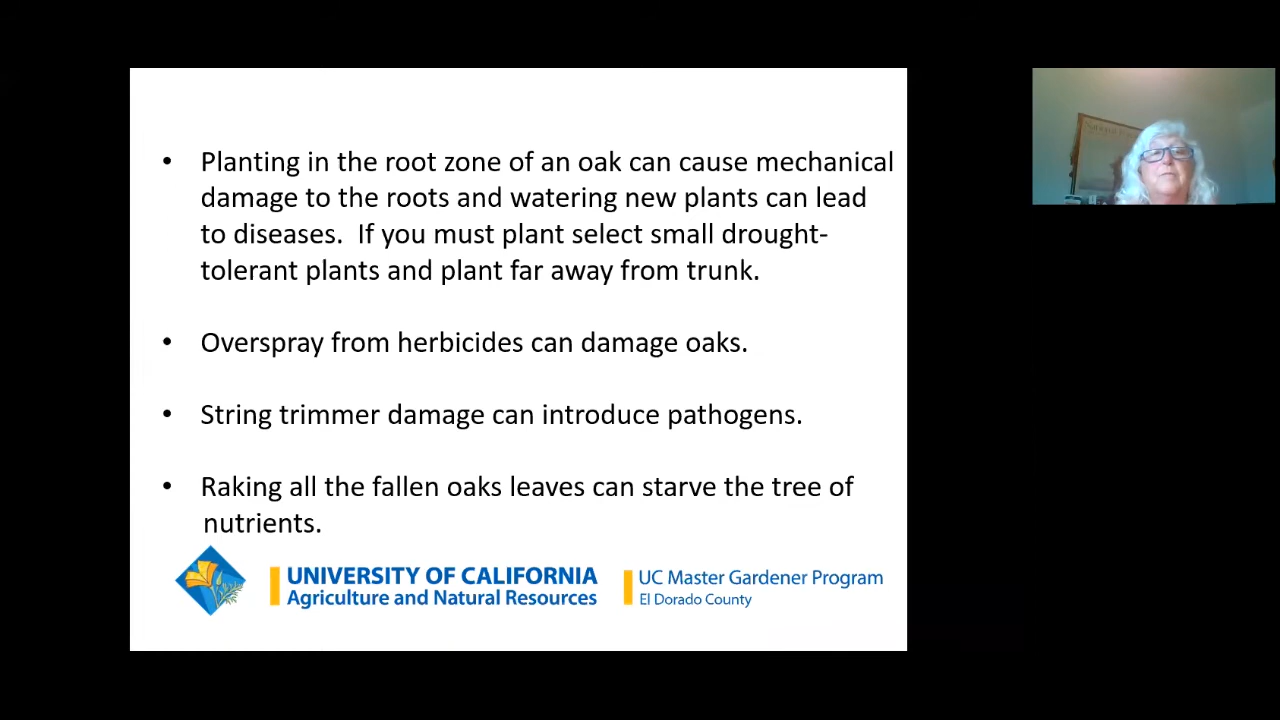 • Planting in the root zone of an oak can cause mechanical
damage to the roots and watering new plants can lead
to diseases.  If you must plant select small drought-
tolerant plants and plant far away from trunk.
• Overspray from herbicides can damage oaks.
• String trimmer damage can introduce pathogens.
• Raking all the fallen oaks leaves can starve the tree of
nutrients.
UNIVERSITY OF CALIFORNIA
Agriculture and Natural Resources
UC Master Gardener Program
El Dorado County